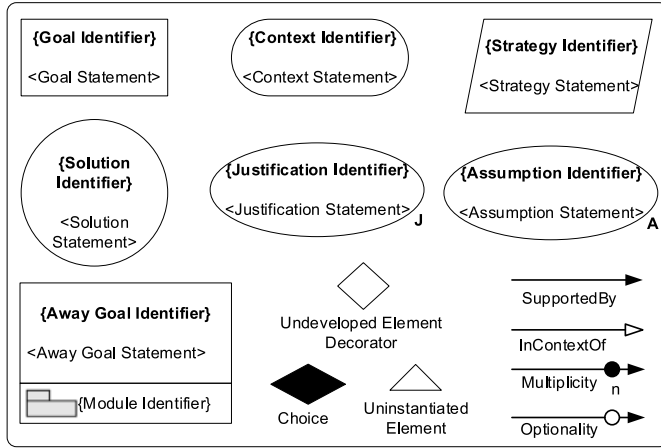 {Goal Identifier}
<Goal Statement>
{Context Identifier}
<Context Statement>
{Strategy Identifier}
<Strategy Statement>
{Solution
Identifier}
<Solution
Statement>
{Justification Identifier}
<Justification Statement>
J
{Assumption Identifier}
<Assumption Statement>
A
{Away Goal Identifier}
<Away Goal Statement>
{Module Identifier}
Undeveloped Element
Decorator
Choice
Uninstantiated
Element
SupportedBy
InContextOf
Multiplicity n
Optionality